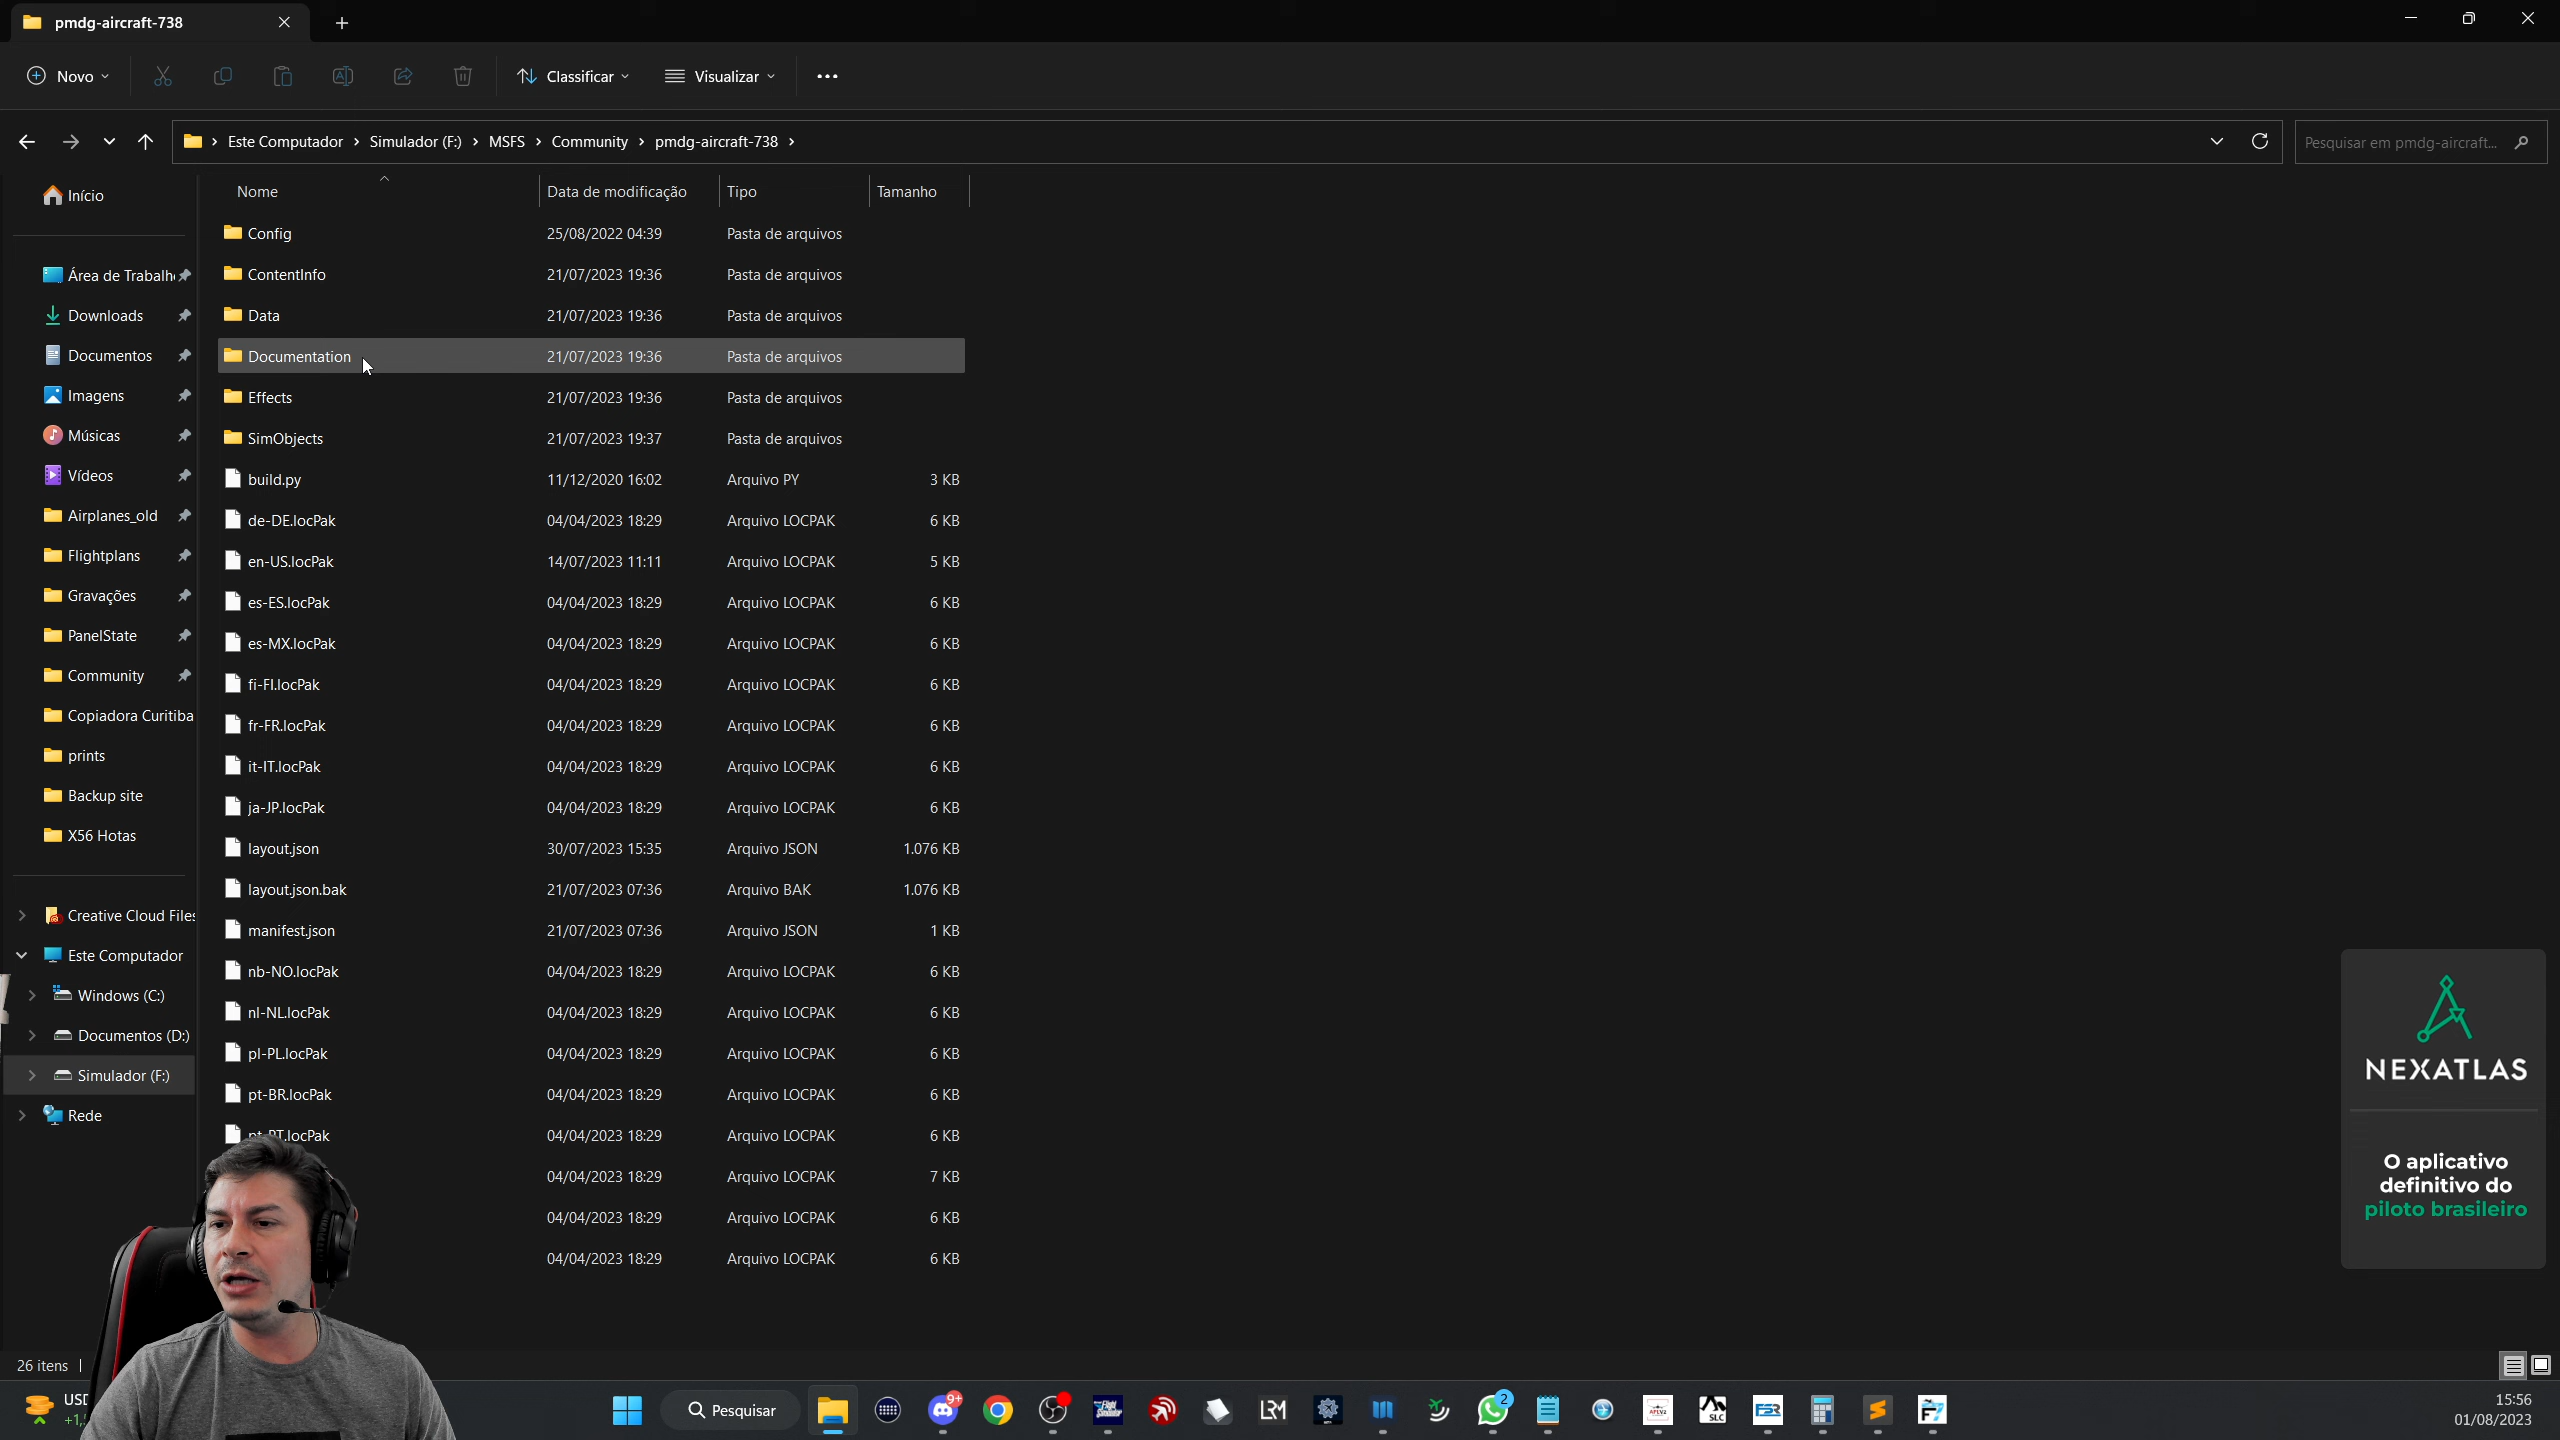 pmdg-aircraft-738
Novo
Classificar
Visualizar
Este Computador > Simulador (F:) > MSFS > Community > pmdg-aircraft-738 >
Pesquisar em pmdg-aircraft...
Início
Área de Trabalh
Downloads
Documentos
Imagens
Músicas
Vídeos
Airplanes_old
Flightplans
Gravações
PanelState
Community
Copiadora Curitiba
prints
Backup site
X56 Hotas
Creative Cloud Files
Este Computador
Windows (C:)
Documentos (D:)
Simulador (F:)
Rede
Nome Data de modificação Tipo Tamanho
Config 25/08/2022 04:39 Pasta de arquivos
ContentInfo 21/07/2023 19:36 Pasta de arquivos
Data 21/07/2023 19:36 Pasta de arquivos
Documentation 21/07/2023 19:36 Pasta de arquivos
Effects 21/07/2023 19:36 Pasta de arquivos
SimObjects 21/07/2023 19:37 Pasta de arquivos
build.py 11/12/2020 16:02 Arquivo PY 3 KB
de-DE.locPak 04/04/2023 18:29 Arquivo LOCPAK 6 KB
en-US.locPak 14/07/2023 11:11 Arquivo LOCPAK 5 KB
es-ES.locPak 04/04/2023 18:29 Arquivo LOCPAK 6 KB
es-MX.locPak 04/04/2023 18:29 Arquivo LOCPAK 6 KB
fi-FI.locPak 04/04/2023 18:29 Arquivo LOCPAK 6 KB
fr-FR.locPak 04/04/2023 18:29 Arquivo LOCPAK 6 KB
it-IT.locPak 04/04/2023 18:29 Arquivo LOCPAK 6 KB
ja-JP.locPak 04/04/2023 18:29 Arquivo LOCPAK 6 KB
layout.json 30/07/2023 15:35 Arquivo JSON 1.076 KB
layout.json.bak 21/07/2023 07:36 Arquivo BAK 1.076 KB
manifest.json 21/07/2023 07:36 Arquivo JSON 1 KB
nb-NO.locPak 04/04/2023 18:29 Arquivo LOCPAK 6 KB
nl-NL.locPak 04/04/2023 18:29 Arquivo LOCPAK 6 KB
pl-PL.locPak 04/04/2023 18:29 Arquivo LOCPAK 6 KB
pt-BR.locPak 04/04/2023 18:29 Arquivo LOCPAK 6 KB
pt-PT.locPak 04/04/2023 18:29 Arquivo LOCPAK 6 KB
04/04/2023 18:29 Arquivo LOCPAK 7 KB
04/04/2023 18:29 Arquivo LOCPAK 6 KB
04/04/2023 18:29 Arquivo LOCPAK 6 KB
NEXATLAS
O aplicativo
definitivo do
piloto brasileiro
26 itens
USD
Pesquisar
9+
LRM
2
SLC
FSR
15:56
01/08/2023